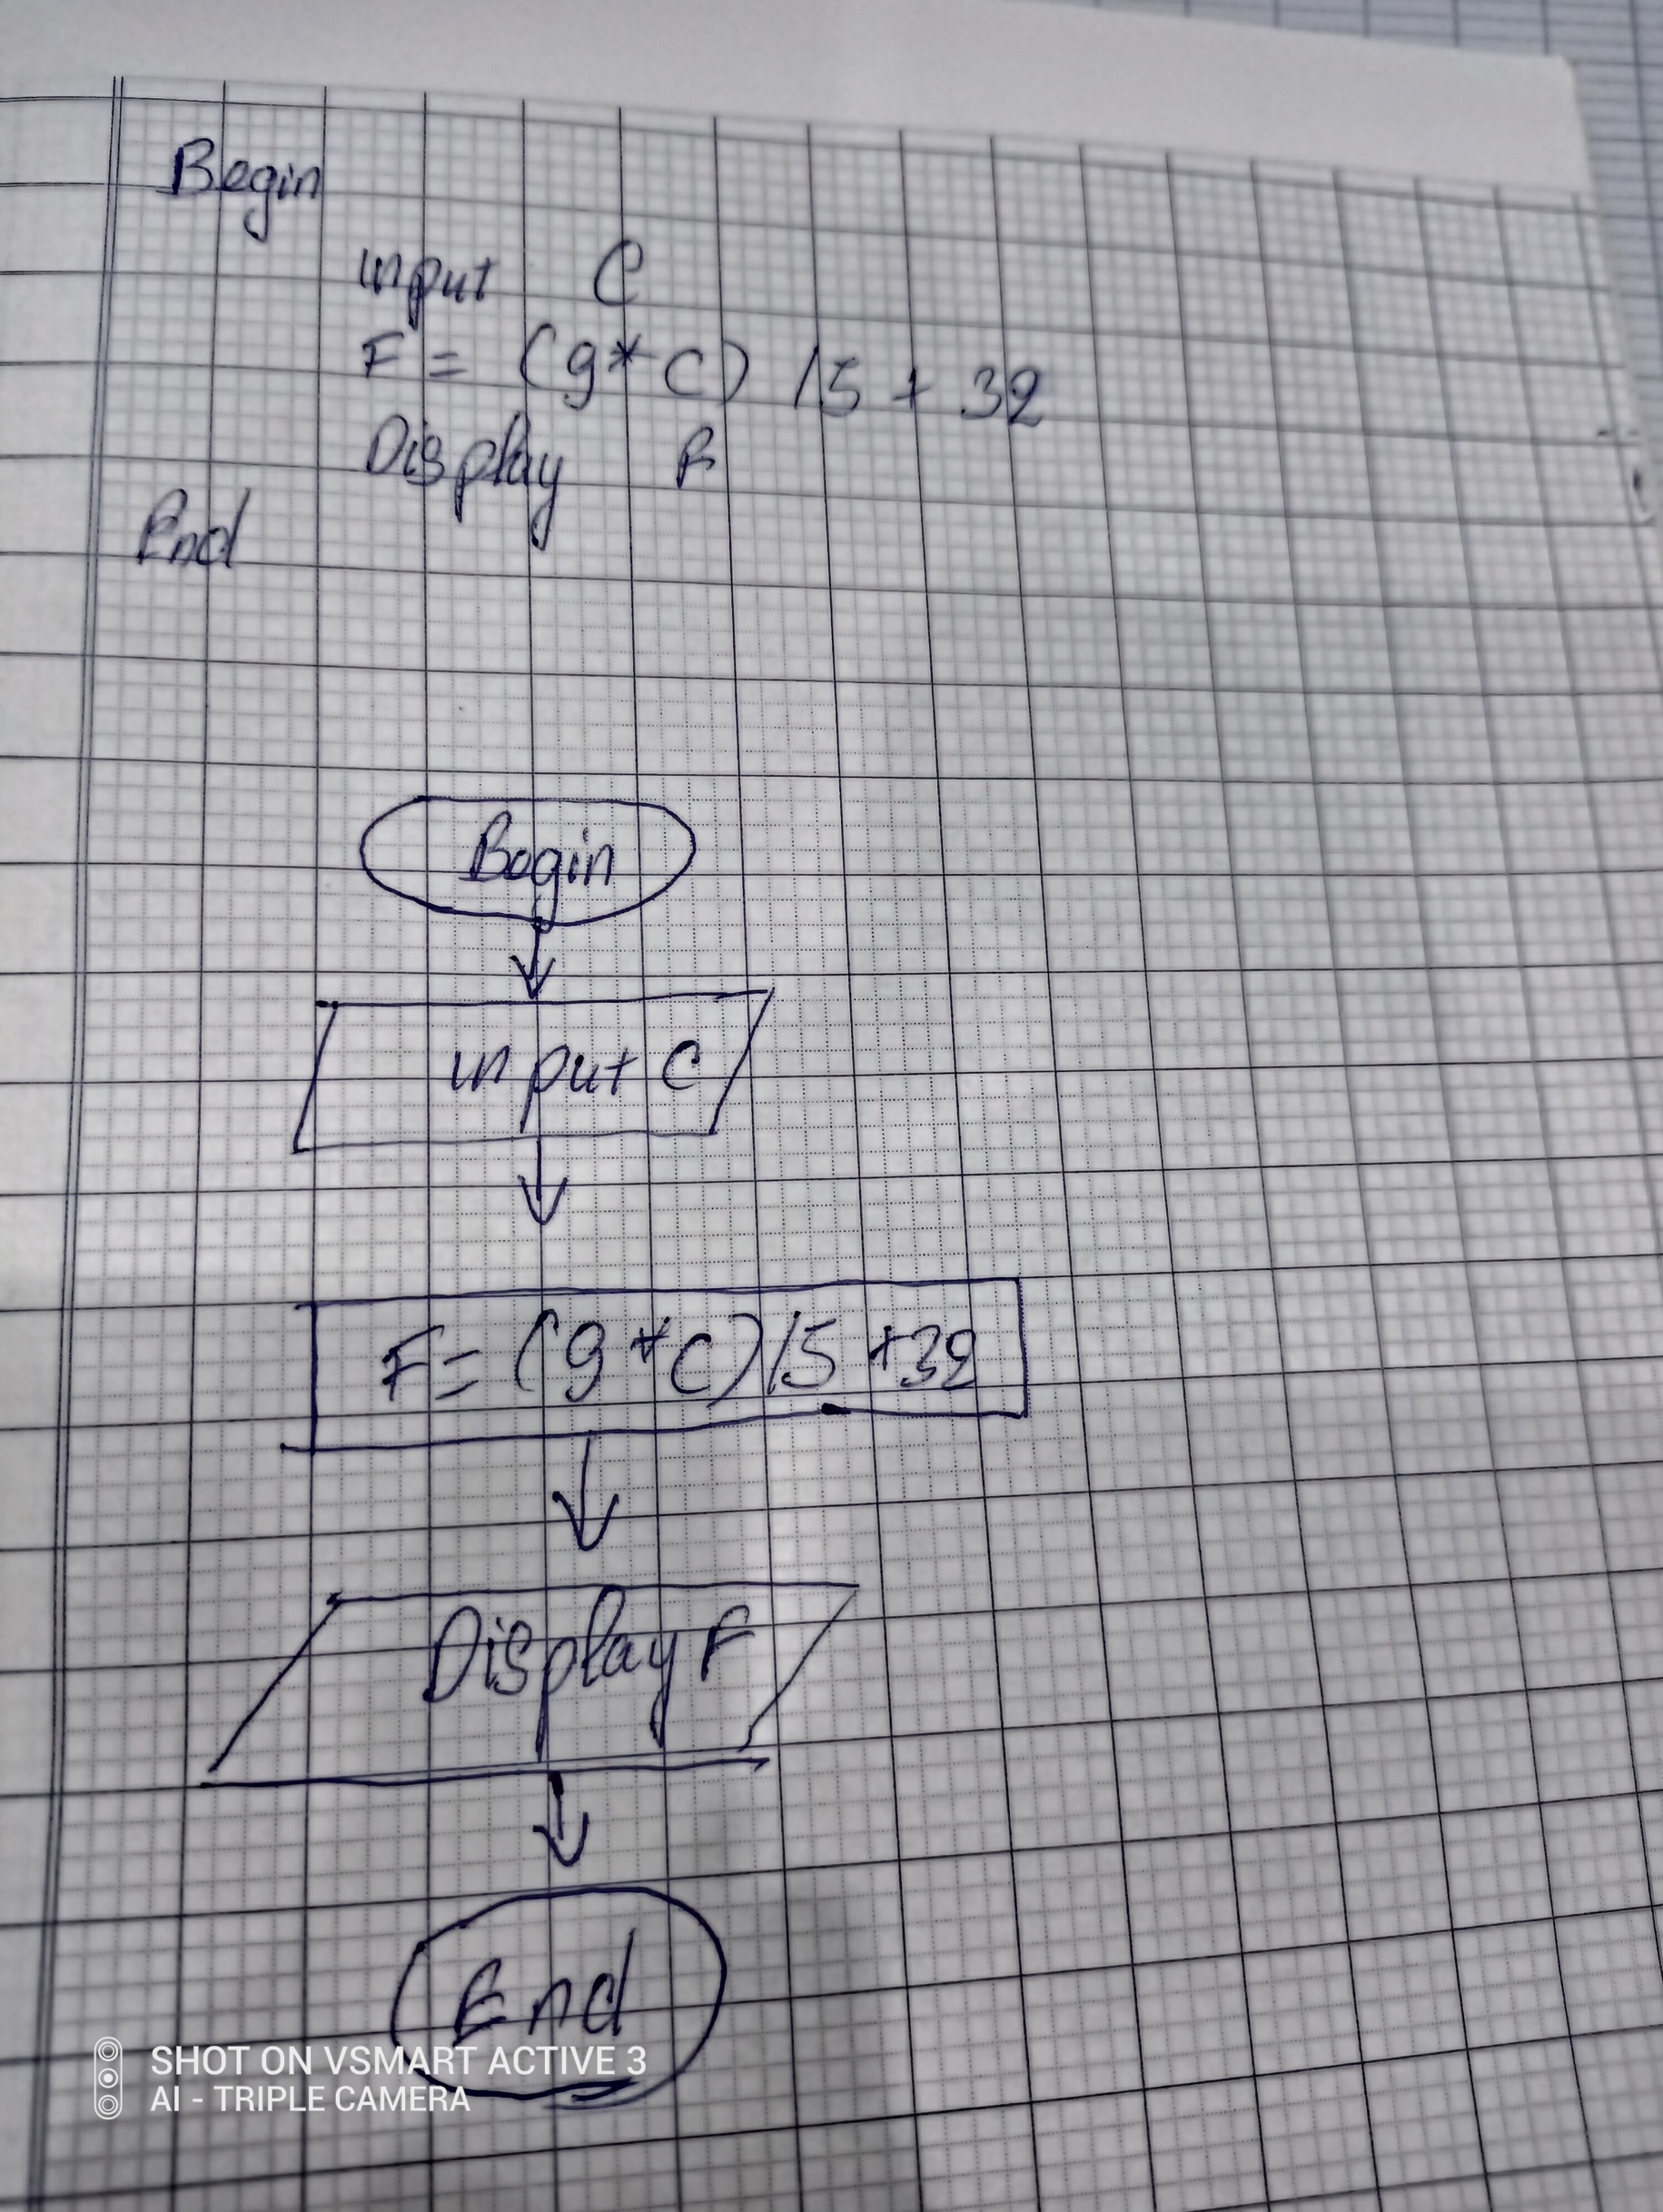 Begin
input C
F = (9 * C) / 5 + 32
Display F
End
Begin
input C
F = (9 * C) / 5 + 32
Display F
End
SHOT ON VSMART ACTIVE 3
AI - TRIPLE CAMERA